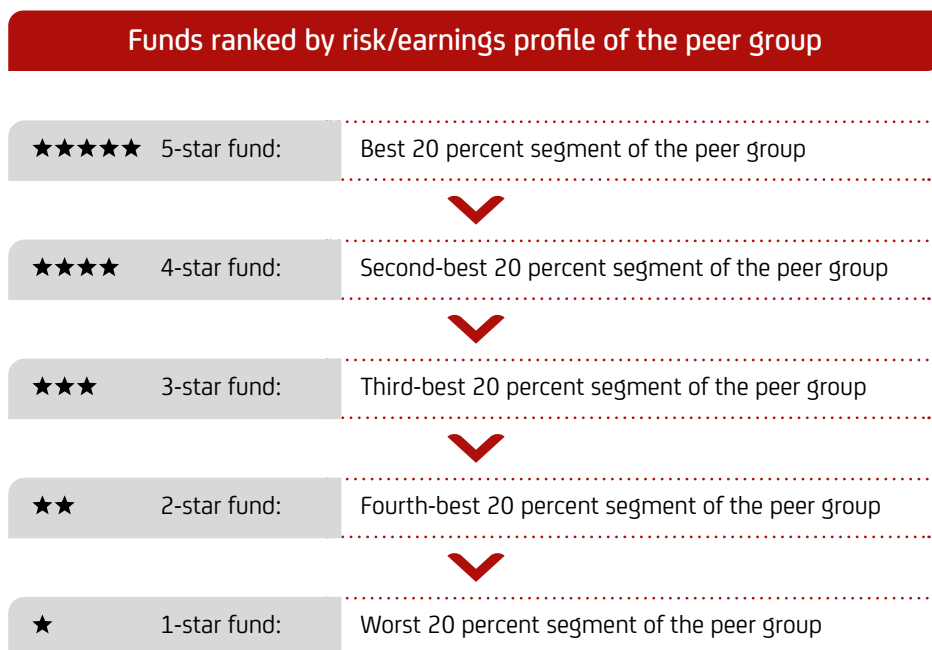 Funds ranked by risk/earnings profile of the peer group
★★★★★ 5-star fund: Best 20 percent segment of the peer group
★★★★ 4-star fund: Second-best 20 percent segment of the peer group
★★★ 3-star fund: Third-best 20 percent segment of the peer group
★★ 2-star fund: Fourth-best 20 percent segment of the peer group
★ 1-star fund: Worst 20 percent segment of the peer group